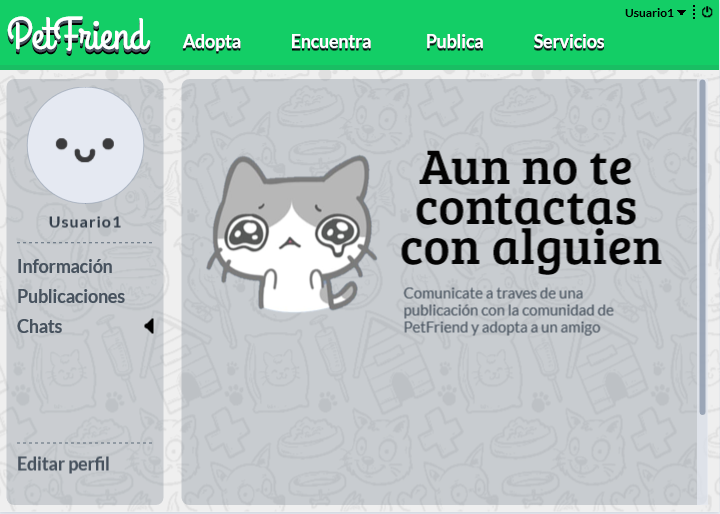 Usuario1
PetFriend
Adopta Encuentra Publica Servicios
Usuario1
Información
Publicaciones
Chats
Editar perfil
Aun no te
contactas
con alguien
Comunicate a traves de una
publicación con la comunidad de
PetFriend y adopta a un amigo